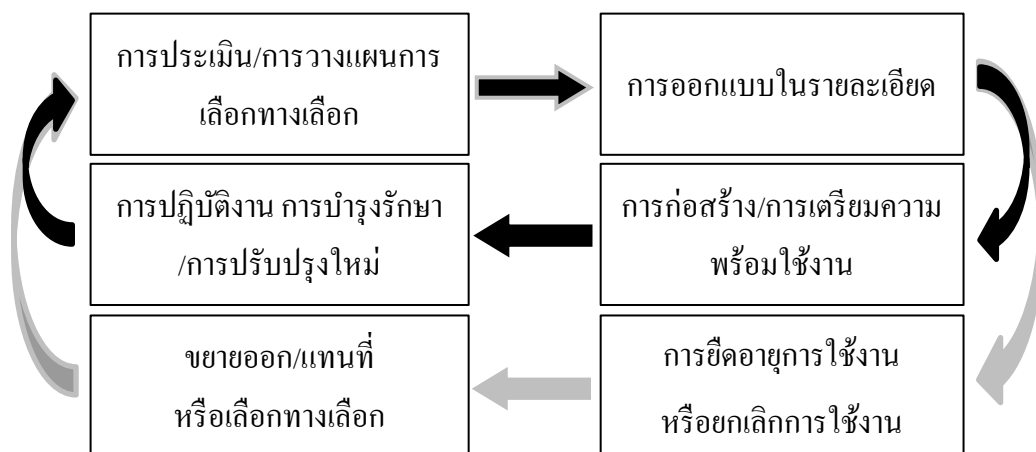 การประเมิน/การวางแผนการ
เลือกทางเลือก
การออกแบบในรายละเอียด
การปฏิบัติงาน การบำรุงรักษา
/การปรับปรุงใหม่
การก่อสร้าง/การเตรียมความ
พร้อมใช้งาน
ขยายออก/แทนที่
หรือเลือกทางเลือก
การยืดอายุการใช้งาน
หรือยกเลิกการใช้งาน